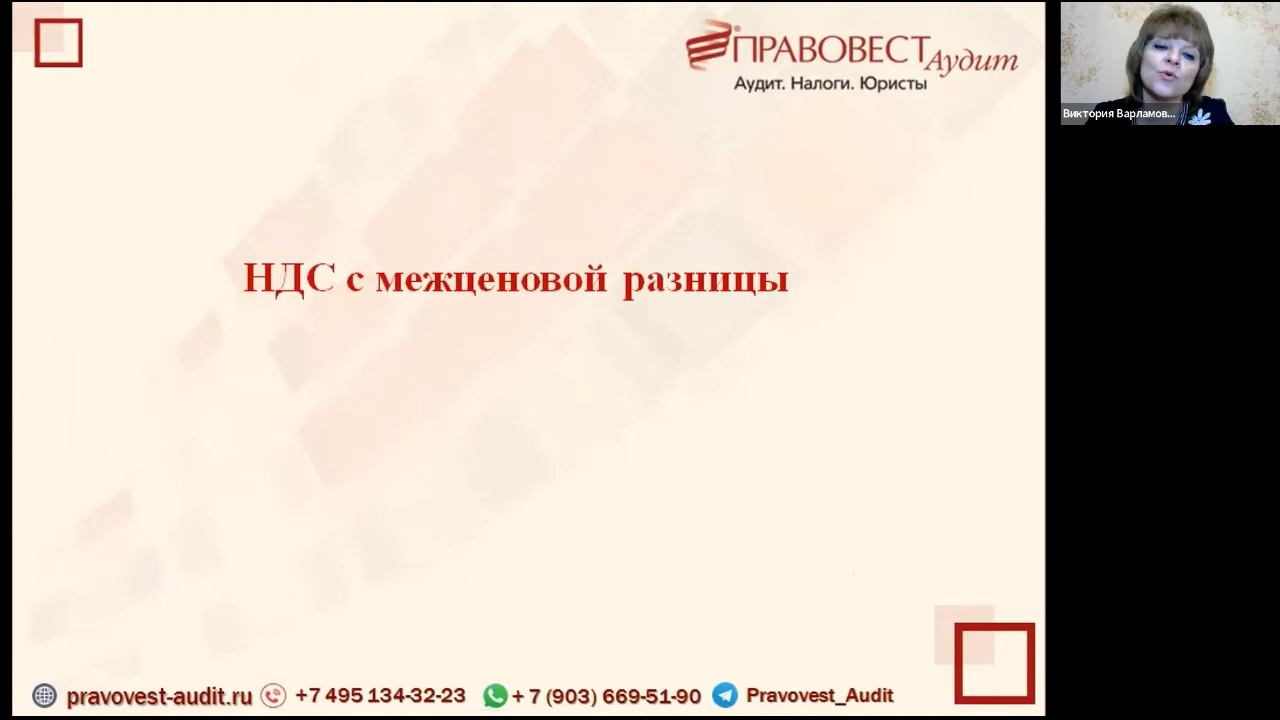 ПРАВОВЕСТ Аудит
Аудит. Налоги. Юристы
Виктория Варламов...
НДС с межценовой разницы
pravovest-audit.ru +7 495 134-32-23 + 7 (903) 669-51-90 Pravovest_Audit